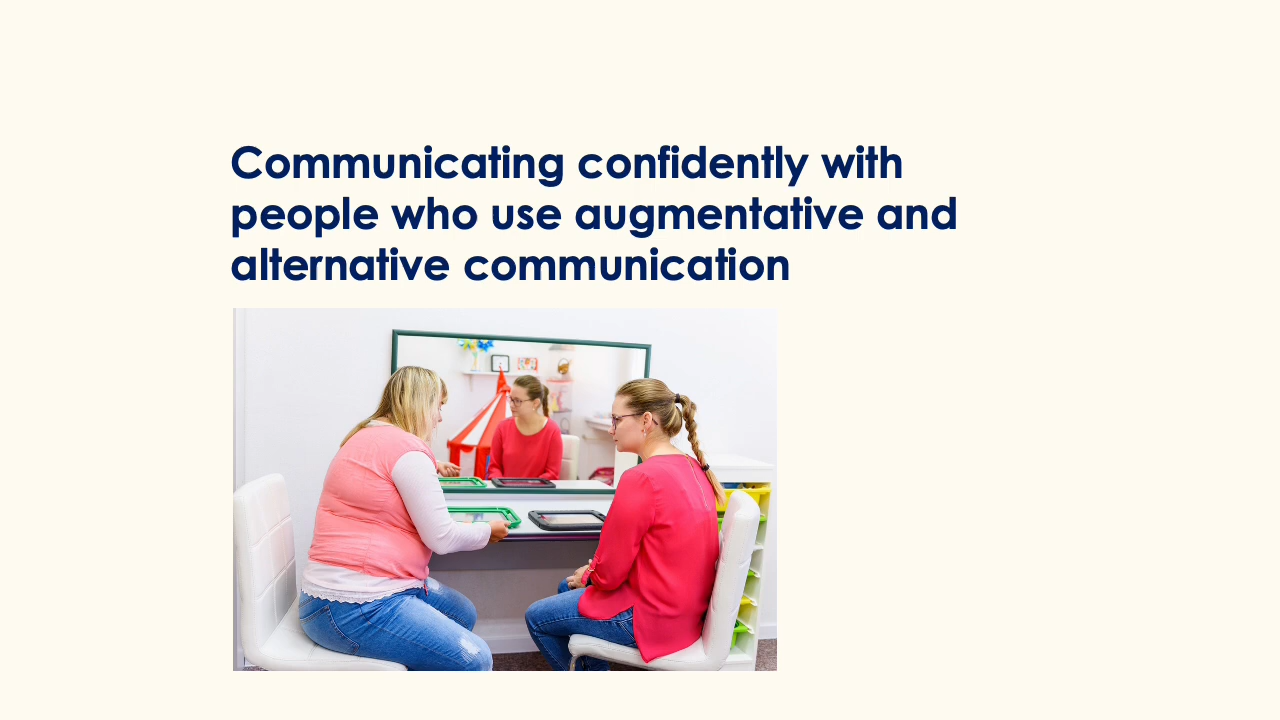 Communicating confidently with
people who use augmentative and
alternative communication